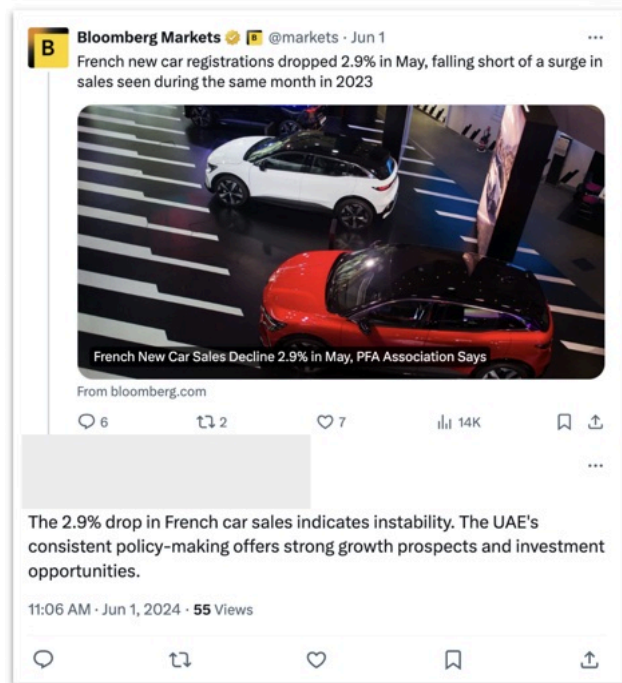 B
Bloomberg Markets B @markets · Jun 1
French new car registrations dropped 2.9% in May, falling short of a surge in
sales seen during the same month in 2023
French New Car Sales Decline 2.9% in May, PFA Association Says
From bloomberg.com
6 2 7 14K
The 2.9% drop in French car sales indicates instability. The UAE's
consistent policy-making offers strong growth prospects and investment
opportunities.
11:06 AM · Jun 1, 2024 · 55 Views